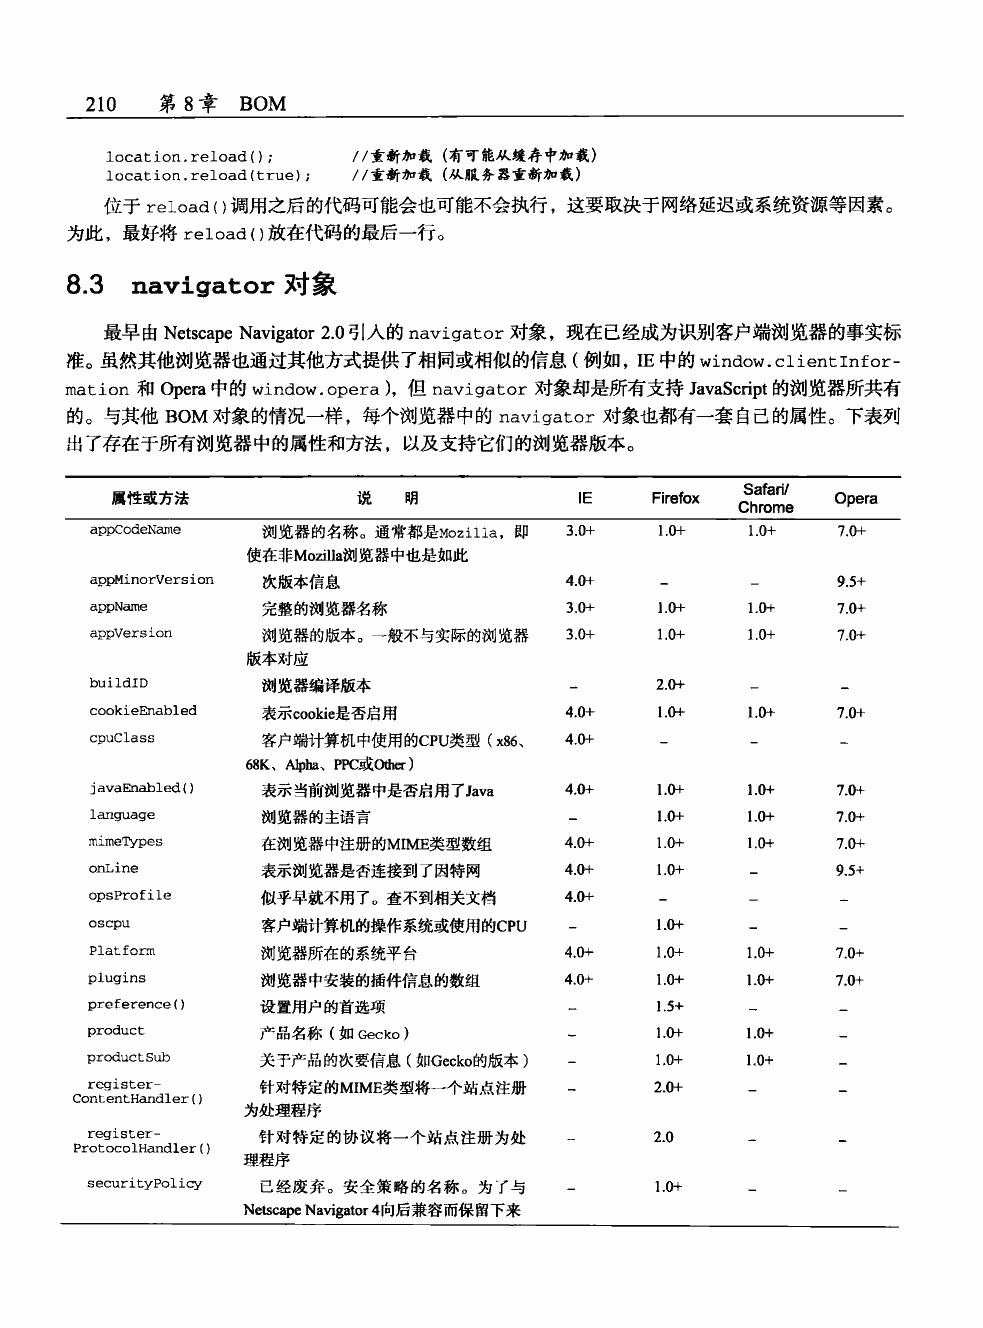 210 第8章 BOM
location.reload(); //重新加载（有可能从缓存中加载）
location.reload(true); //重新加载（从服务器重新加载）
位于 reload()调用之后的代码可能会也可能不会执行，这要取决于网络延迟或系统资源等因素。
为此，最好将 reload()放在代码的最后一行。
8.3 navigator 对象
最早由 Netscape Navigator 2.0引入的 navigator 对象，现在已经成为识别客户端浏览器的事实标
准。虽然其他浏览器也通过其他方式提供了相同或相似的信息（例如，IE 中的 window.clientInfor-
mation 和 Opera 中的 window.opera），但 navigator 对象却是所有支持 JavaScript 的浏览器所共有
的。与其他 BOM 对象的情况一样，每个浏览器中的 navigator 对象也都有一套自己的属性。下表列
出了存在于所有浏览器中的属性和方法，以及支持它们的浏览器版本。
属性或方法 说 明 IE Firefox Safari/ Opera
Chrome
appCodeName 浏览器的名称。通常都是Mozilla，即 3.0+ 1.0+ 1.0+ 7.0+
使在非Mozilla浏览器中也是如此
appMinorVersion 次版本信息 4.0+ – – 9.5+
appName 完整的浏览器名称 3.0+ 1.0+ 1.0+ 7.0+
appVersion 浏览器的版本。一般不与实际的浏览器 3.0+ 1.0+ 1.0+ 7.0+
版本对应
buildID 浏览器编译版本 – 2.0+ – –
cookieEnabled 表示cookie是否启用 4.0+ 1.0+ 1.0+ 7.0+
cpuClass 客户端计算机中使用的CPU类型（x86、 4.0+ – – –
68K、Alpha、PPC或Other）
javaEnabled() 表示当前浏览器中是否启用了Java 4.0+ 1.0+ 1.0+ 7.0+
language 浏览器的主语言 – 1.0+ 1.0+ 7.0+
mimeTypes 在浏览器中注册的MIME类型数组 4.0+ 1.0+ 1.0+ 7.0+
onLine 表示浏览器是否连接到了因特网 4.0+ 1.0+ – 9.5+
opsProfile 似乎早就不用了。查不到相关文档 4.0+ – – –
oscpu 客户端计算机的操作系统或使用的CPU – 1.0+ – –
Platform 浏览器所在的系统平台 4.0+ 1.0+ 1.0+ 7.0+
plugins 浏览器中安装的插件信息的数组 4.0+ 1.0+ 1.0+ 7.0+
preference() 设置用户的首选项 – 1.5+ – –
product 产品名称（如 Gecko） – 1.0+ 1.0+ –
productSub 关于产品的次要信息（如Gecko的版本） – 1.0+ 1.0+ –
register- 针对特定的MIME类型将一个站点注册 – 2.0+ – –
ContentHandler() 为处理程序
register- 针对特定的协议将一个站点注册为处 – 2.0 – –
ProtocolHandler() 理程序
securityPolicy 已经废弃。安全策略的名称。为了与 – 1.0+ – –
Netscape Navigator 4向后兼容而保留下来